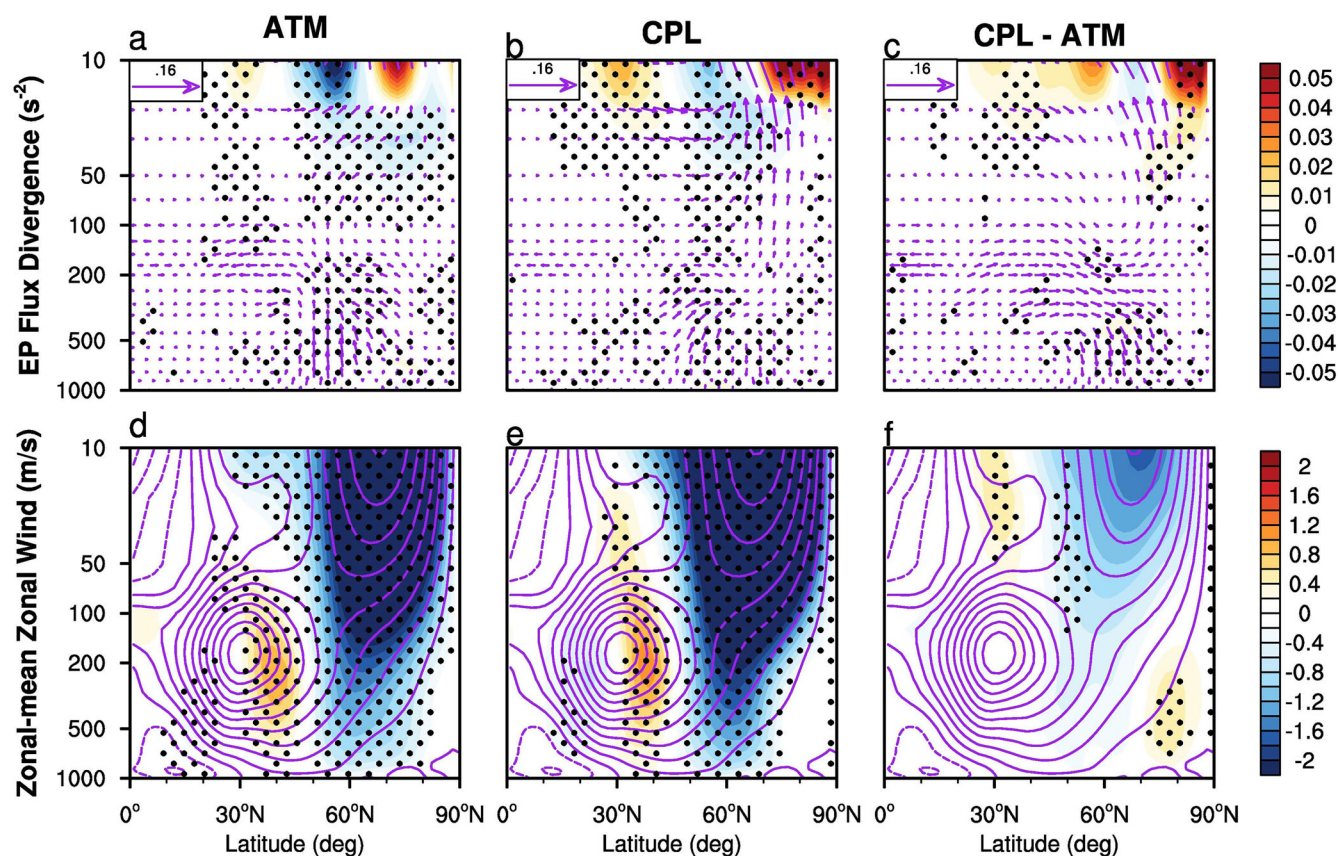 ATM
CPL
CPL - ATM
a
b
c
.16
.16
.16
EP Flux Divergence (s⁻²)
10
50
100
200
500
1000
0.05
0.04
0.03
0.02
0.01
0
-0.01
-0.02
-0.03
-0.04
-0.05
d
e
f
Zonal-mean Zonal Wind (m/s)
10
50
100
200
500
1000
2
1.6
1.2
0.8
0.4
0
-0.4
-0.8
-1.2
-1.6
-2
0° 30°N 60°N 90°N
0° 30°N 60°N 90°N
0° 30°N 60°N 90°N
Latitude (deg)
Latitude (deg)
Latitude (deg)